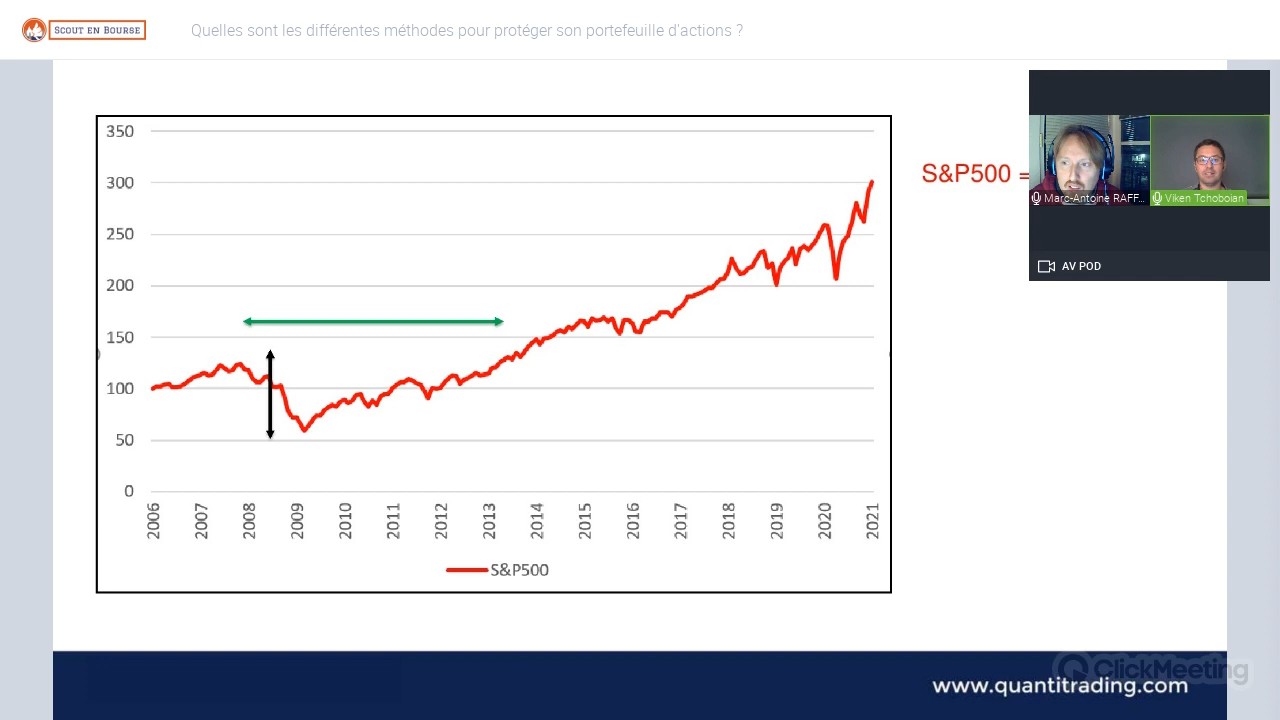 SCOUT EN BOURSE
Quelles sont les différentes méthodes pour protéger son portefeuille d'actions ?
350
300
250
200
150
100
50
0
2006
2007
2008
2009
2010
2011
2012
2013
2014
2015
2016
2017
2018
2019
2020
2021
S&P500
S&P500 =
Marc-Antoine RAFF...
Viken Tchoboian
AV POD
ClickMeeting
www.quantitrading.com